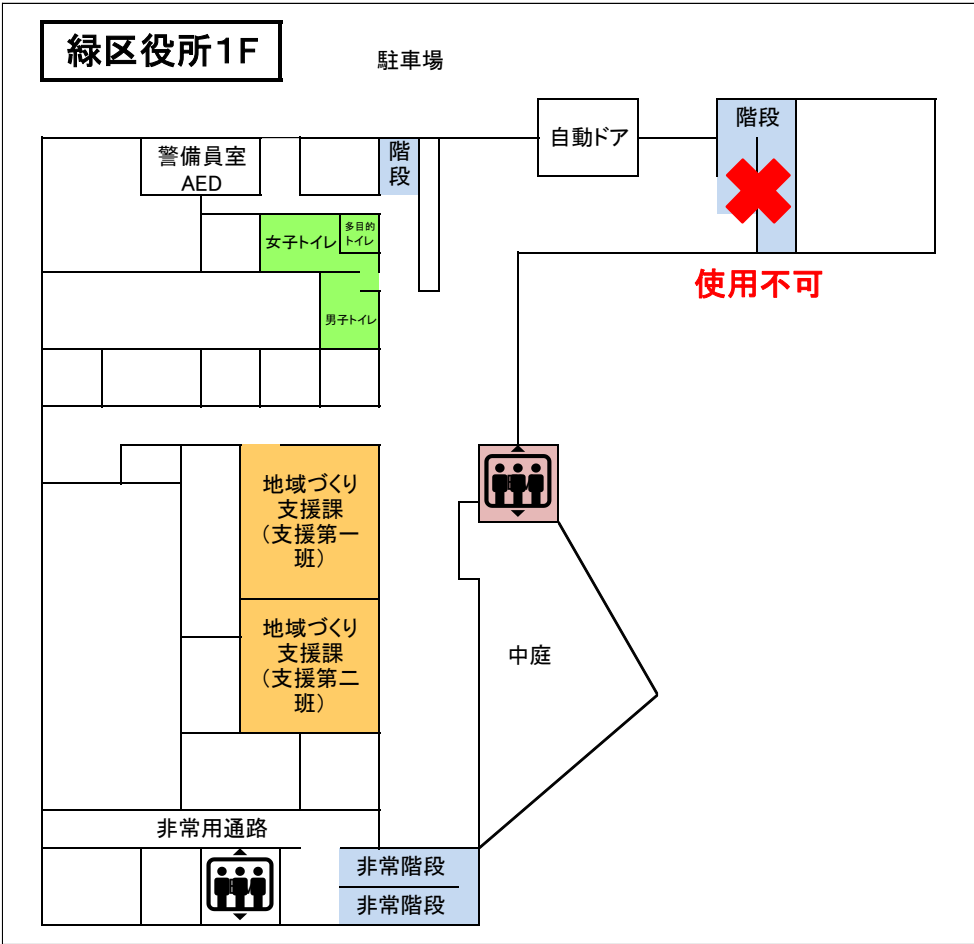 緑区役所1F
駐車場
自動ドア
階段
警備員室
AED
階
段
女子トイレ
多目的
トイレ
使用不可
男子トイレ
地域づくり
支援課
(支援第一
班)
地域づくり
支援課
(支援第二
班)
中庭
非常用通路
非常階段
非常階段